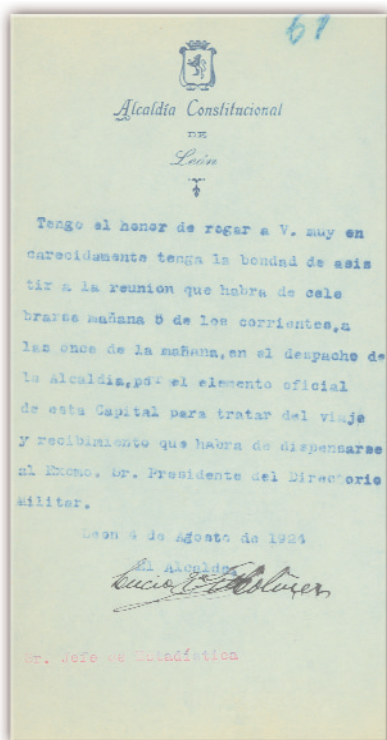 61
Alcaldía Constitucional
DE
León
Tengo el honor de rogar a V. muy en
carecidamente tenga la bondad de asis
tir a la reunion que habra de cele
brarse mañana 5 de los corrientes,a
las once de la mañana,en el despacho de
la Alcaldia,por el elemento oficial
de esta Capital para tratar del viaje
y recibimiento que habra de dispensarse
al Excmo. Sr. Presidente del Directorio
Militar.
Leon 4 de Agosto de 1924
El Alcalde,
Lucio
Sr. Jefe de Estadística